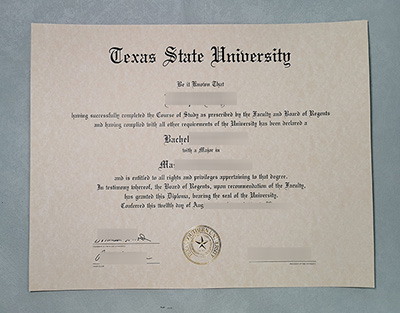 Texas State University
Be it Known That
having successfully completed the Course of Study as prescribed by the Faculty and Board of Regents
and having complied with all other requirements of the University has been declared a
Bachel
with a Major in
Ma
and is entitled to all rights and privileges appertaining to that degree.
In testimony whereof, the Board of Regents, upon recommendation of the Faculty,
has granted this Diploma, bearing the seal of the University.
Conferred this twelfth day of Aug